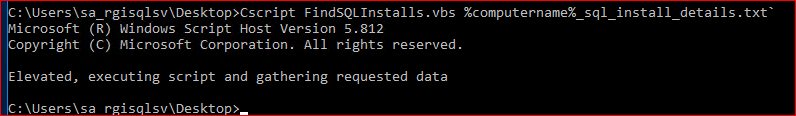 C:\Users\sa_rgisqlsv\Desktop>Cscript FindSQLInstalls.vbs %computername%_sql_install_details.txt`
Microsoft (R) Windows Script Host Version 5.812
Copyright (C) Microsoft Corporation. All rights reserved.
Elevated, executing script and gathering requested data
C:\Users\sa_rgisqlsv\Desktop>